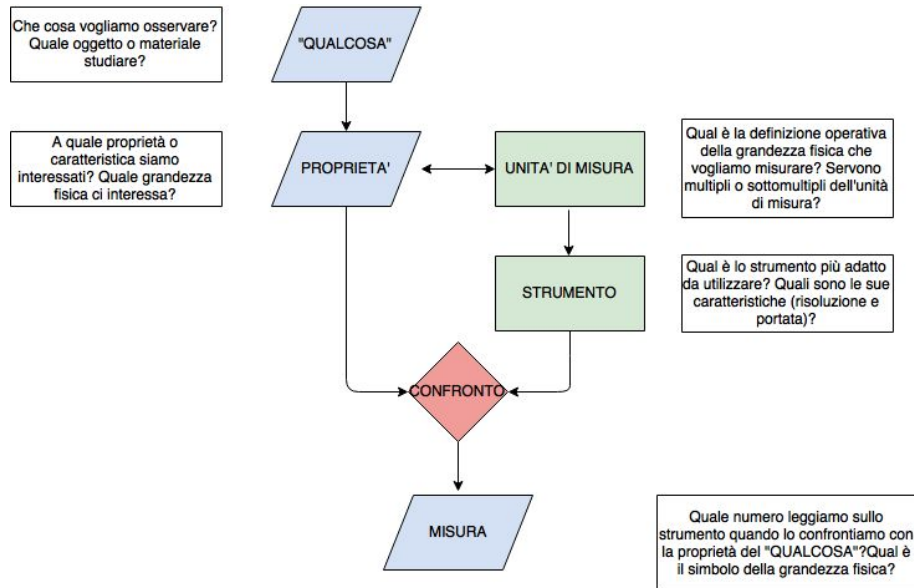 Che cosa vogliamo osservare?
Quale oggetto o materiale
studiare?
"QUALCOSA"
A quale proprietà o
caratteristica siamo
interessati? Quale grandezza
fisica ci interessa?
PROPRIETA'
UNITA' DI MISURA
Qual è la definizione operativa
della grandezza fisica che
vogliamo misurare? Servono
multipli o sottomultipli dell'unità
di misura?
STRUMENTO
Qual è lo strumento più adatto
da utilizzare? Quali sono le sue
caratteristiche (risoluzione e
portata)?
CONFRONTO
MISURA
Quale numero leggiamo sullo
strumento quando lo confrontiamo con
la proprietà del "QUALCOSA"?Qual è
il simbolo della grandezza fisica?